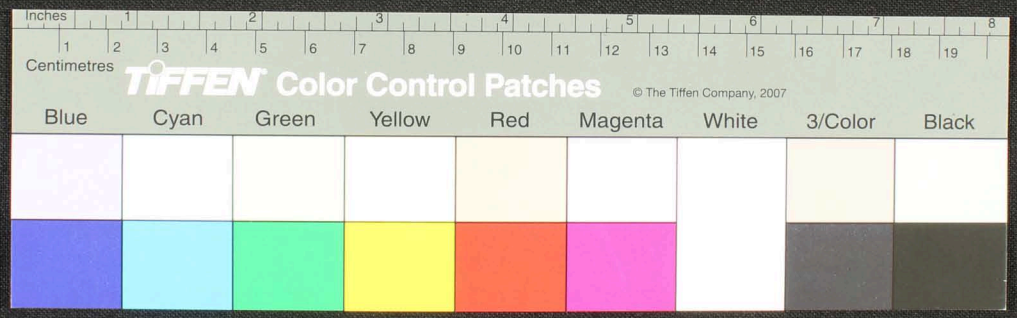 Inches 1 2 3 4 5 6 7 8
1 2 3 4 5 6 7 8 9 10 11 12 13 14 15 16 17 18 19
Centimetres
TIFFEN® Color Control Patches © The Tiffen Company, 2007
Blue Cyan Green Yellow Red Magenta White 3/Color Black